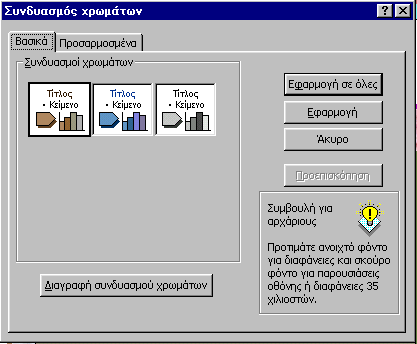 Συνδυασμός χρωμάτων
Βασικά
Προσαρμοσμένα
Συνδυασμοί χρωμάτων
Τίτλος
• Κείμενο
Τίτλος
• Κείμενο
Τίτλος
• Κείμενο
Διαγραφή συνδυασμού χρωμάτων
Εφαρμογή σε όλες
Εφαρμογή
Άκυρο
Προεπισκόπηση
Συμβουλή για
αρχάριους
Προτιμάτε ανοιχτό φόντο
για διαφάνειες και σκούρο
φόντο για παρουσιάσεις
οθόνης ή διαφάνειες 35
χιλιοστών.